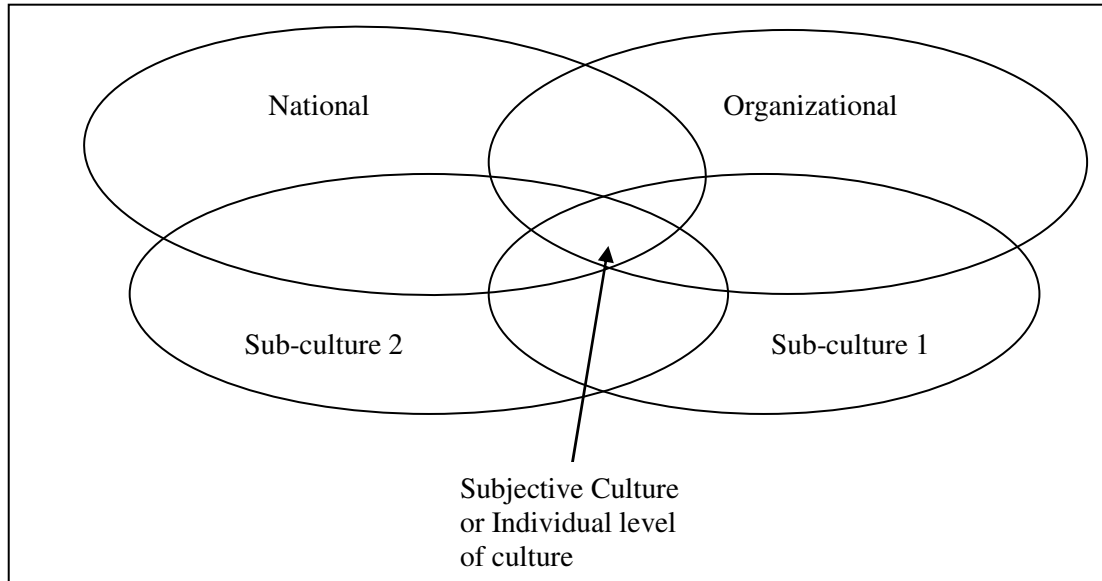 National
Organizational
Sub-culture 2
Sub-culture 1
Subjective Culture
or Individual level
of culture